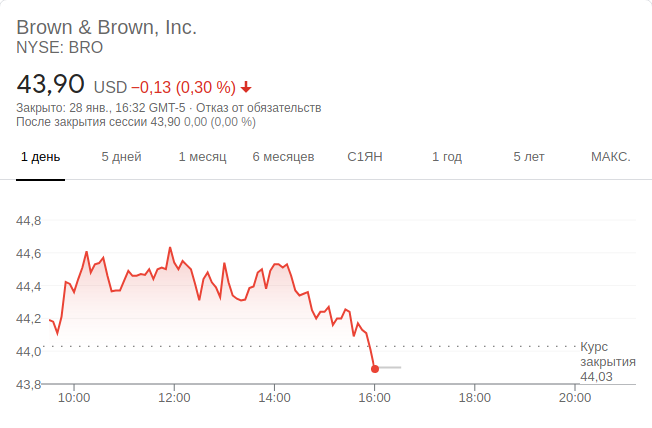 Brown & Brown, Inc.
NYSE: BRO
43,90 USD −0,13 (0,30 %)
Закрыто: 28 янв., 16:32 GMT-5 · Отказ от обязательств
После закрытия сессии 43,90 0,00 (0,00 %)
1 день 5 дней 1 месяц 6 месяцев С1ЯН 1 год 5 лет МАКС.
44,8
44,6
44,4
44,2
44,0
43,8
Курс
закрытия
44,03
10:00 12:00 14:00 16:00 18:00 20:00